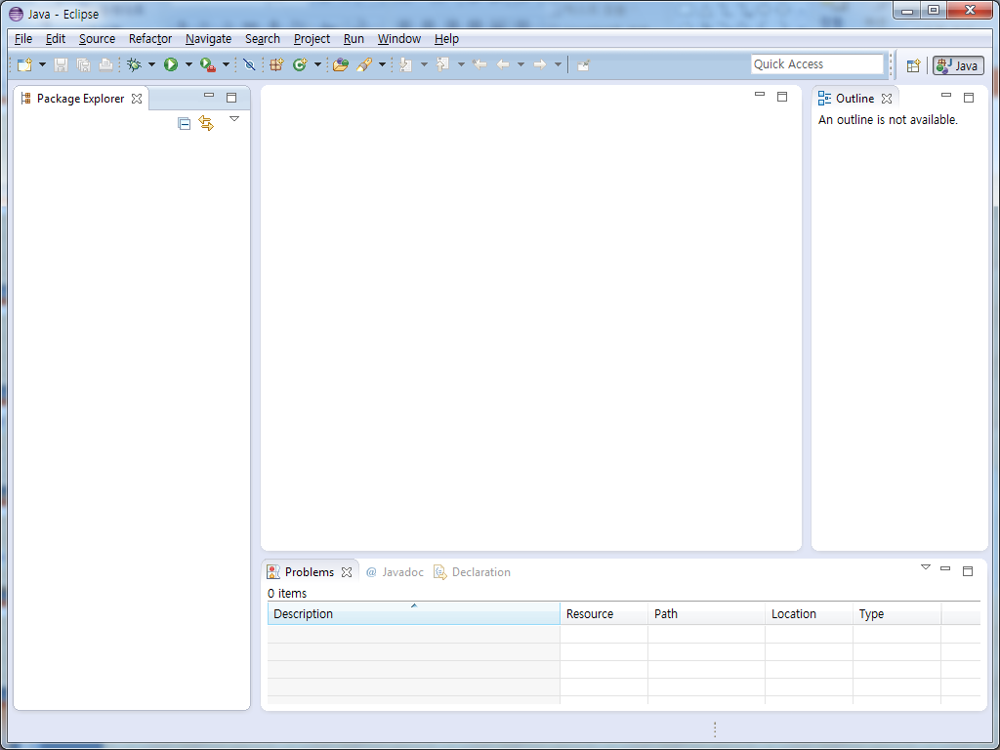 Java - Eclipse
File Edit Source Refactor Navigate Search Project Run Window Help
Quick Access
Java
Package Explorer
Outline
An outline is not available.
Problems @ Javadoc Declaration
0 items
Description Resource Path Location Type